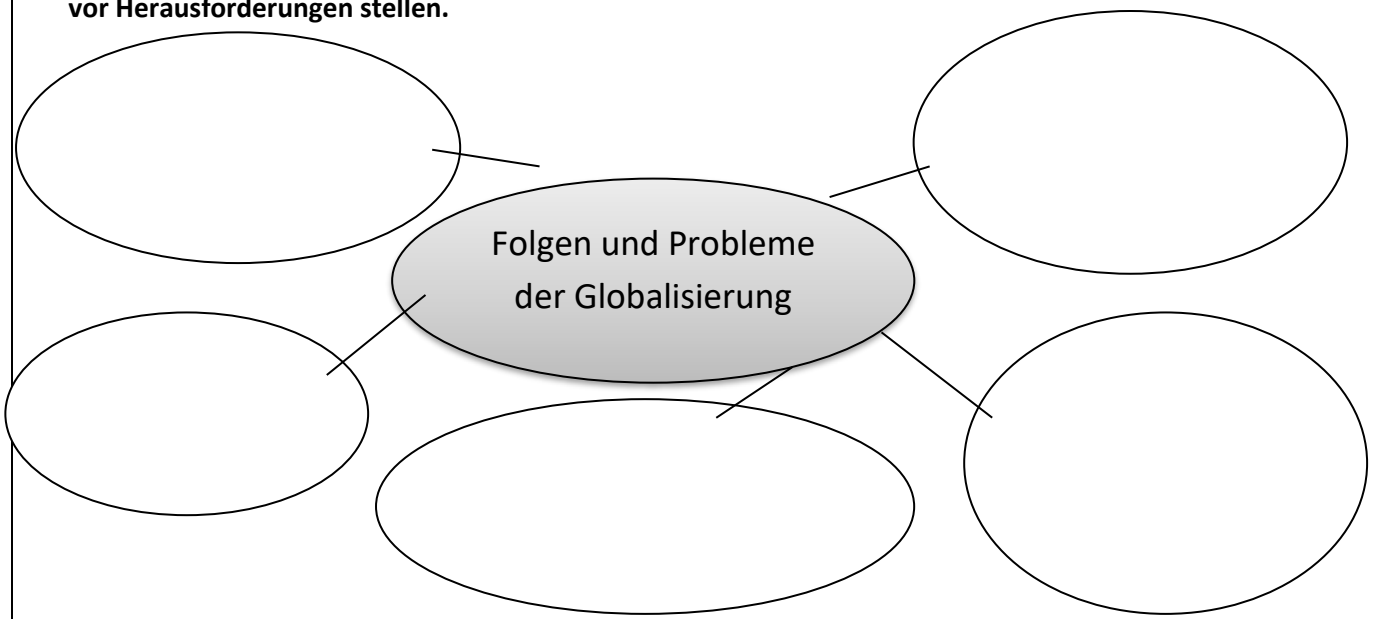 vor Herausforderungen stellen.
Folgen und Probleme
der Globalisierung